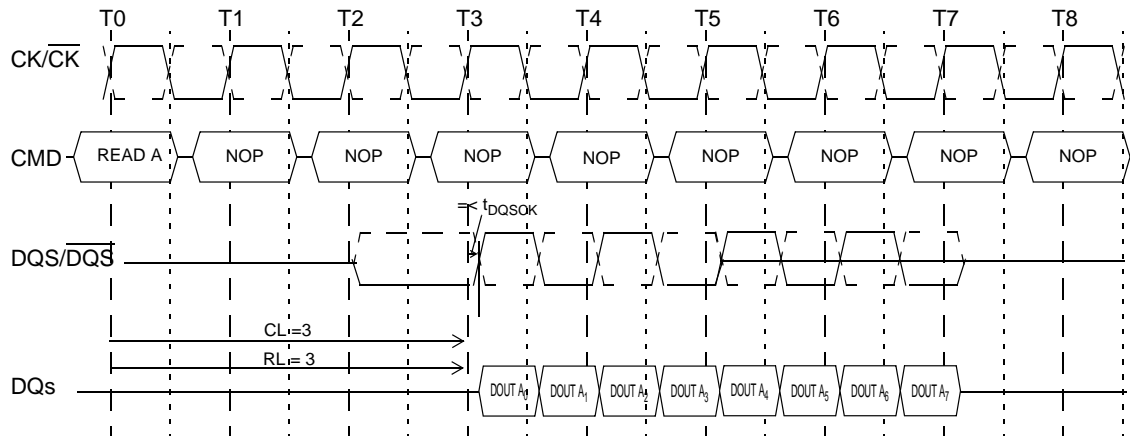 T0 T1 T2 T3 T4 T5 T6 T7 T8
CK/CK
CMD READ A NOP NOP NOP NOP NOP NOP NOP NOP
=< tDQSCK
DQS/DQS
CL =3
RL = 3
DQs DOUT A0 DOUT A1 DOUT A2 DOUT A3 DOUT A4 DOUT A5 DOUT A6 DOUT A7